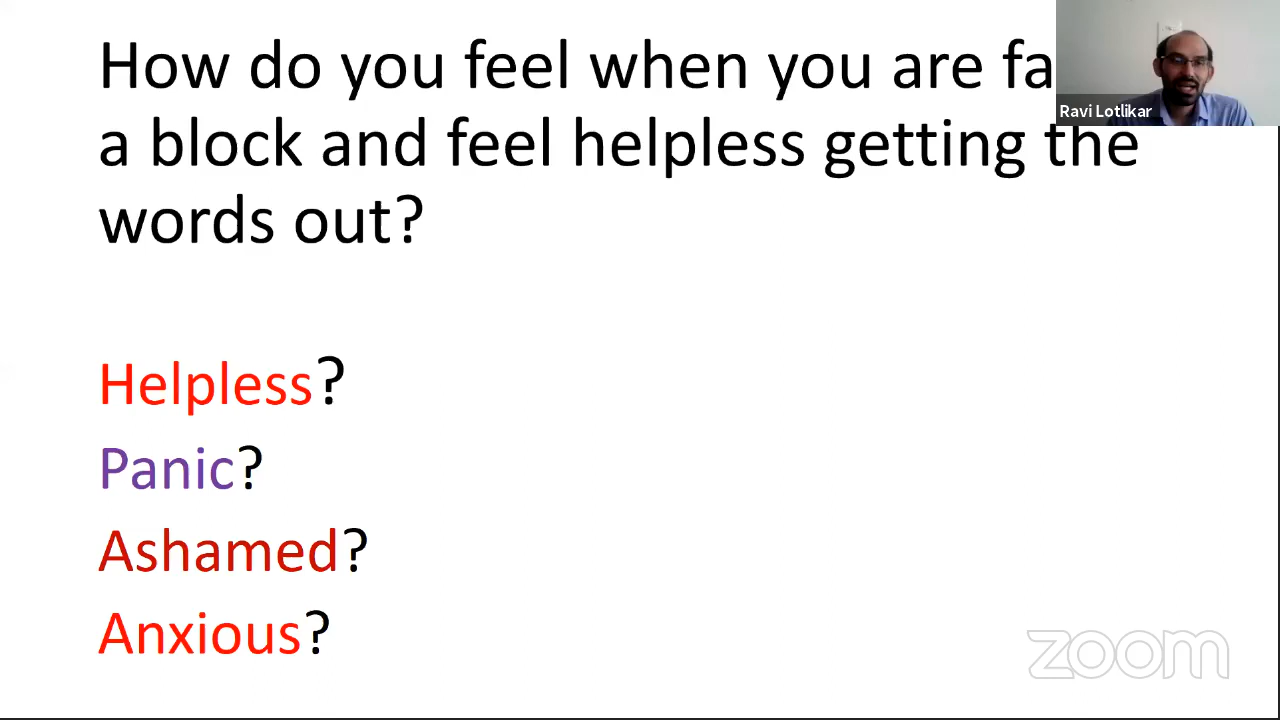 How do you feel when you are
a block and feel helpless getting the
words out?
Ravi Lotlikar
Helpless?
Panic?
Ashamed?
Anxious?
zoom